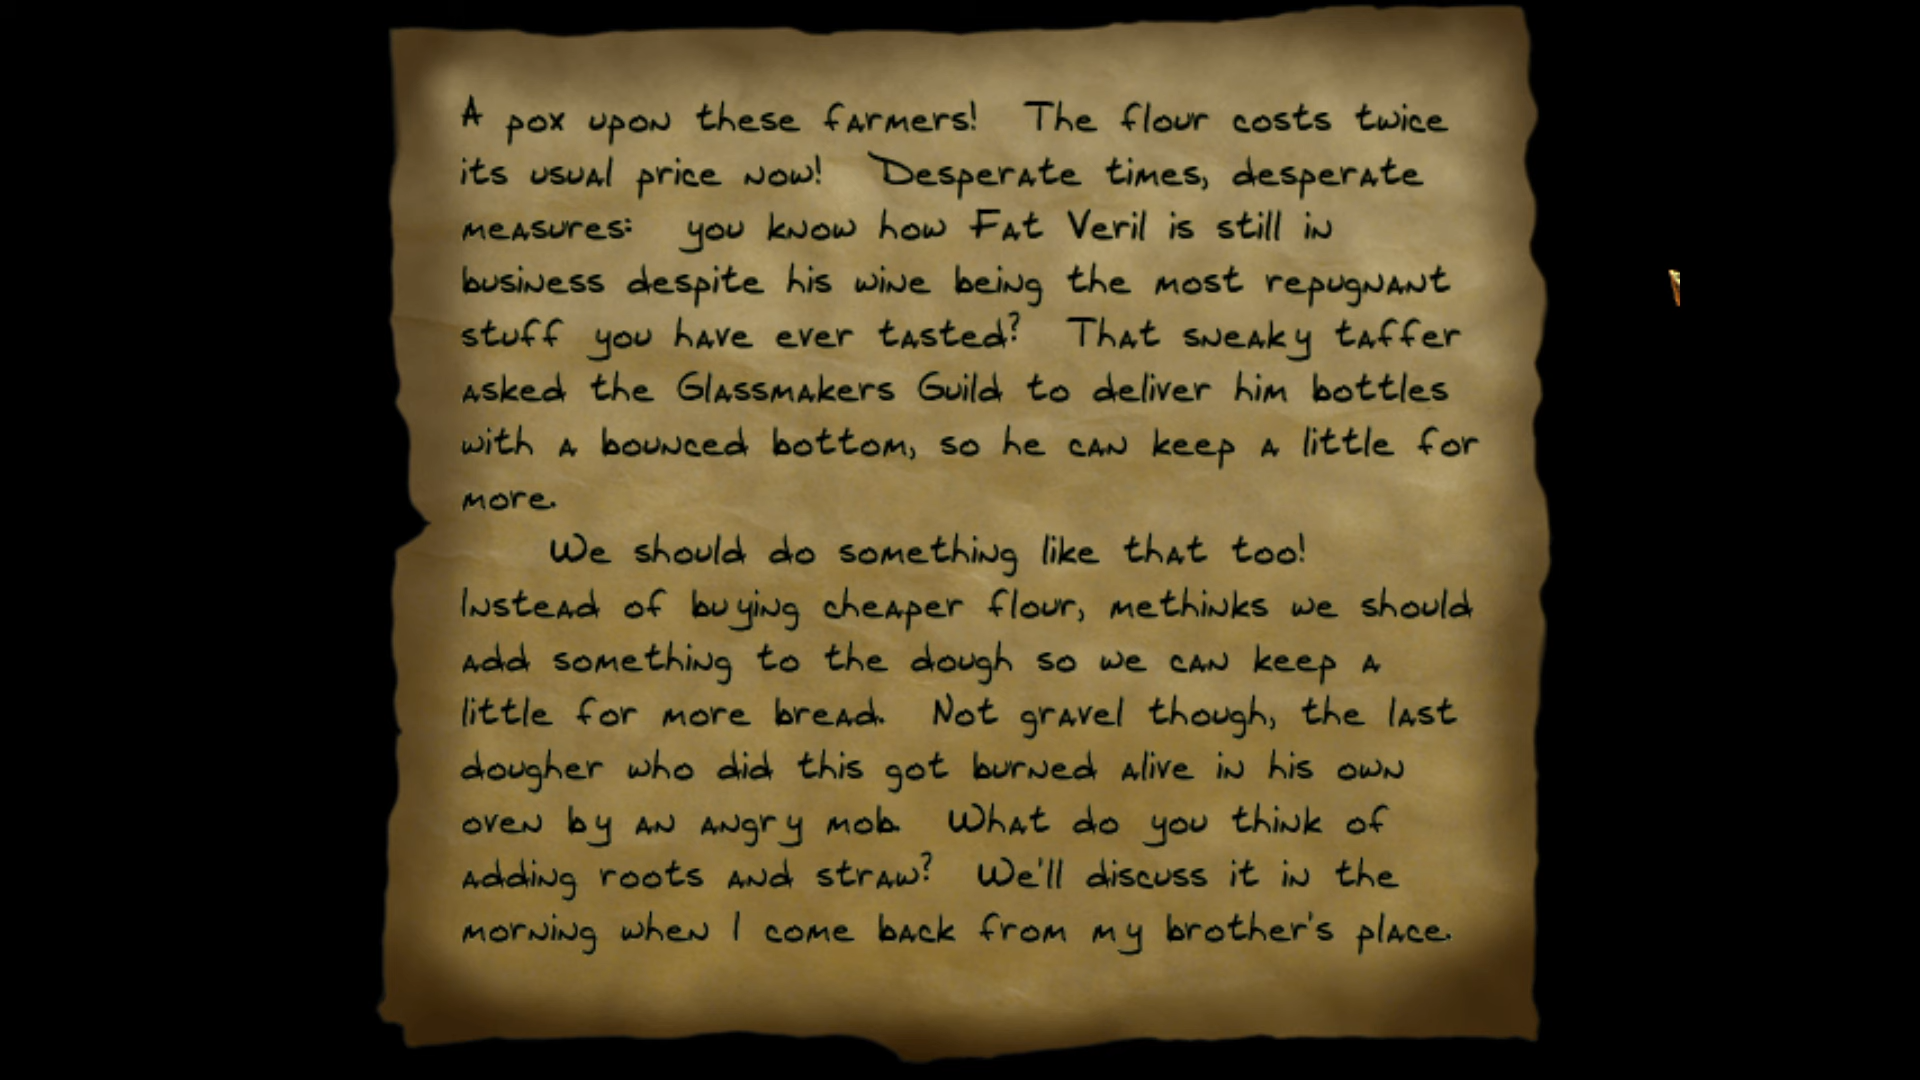 A pox upon these farmers! The flour costs twice
its usual price now! Desperate times, desperate
measures: you know how Fat Veril is still in
business despite his wine being the most repugnant
stuff you have ever tasted? That sneaky taffer
asked the Glassmakers Guild to deliver him bottles
with a bounced bottom, so he can keep a little for
more.
We should do something like that too!
Instead of buying cheaper flour, methinks we should
add something to the dough so we can keep a
little for more bread. Not gravel though, the last
dougher who did this got burned alive in his own
oven by an angry mob. What do you think of
adding roots and straw? We'll discuss it in the
morning when I come back from my brother's place.